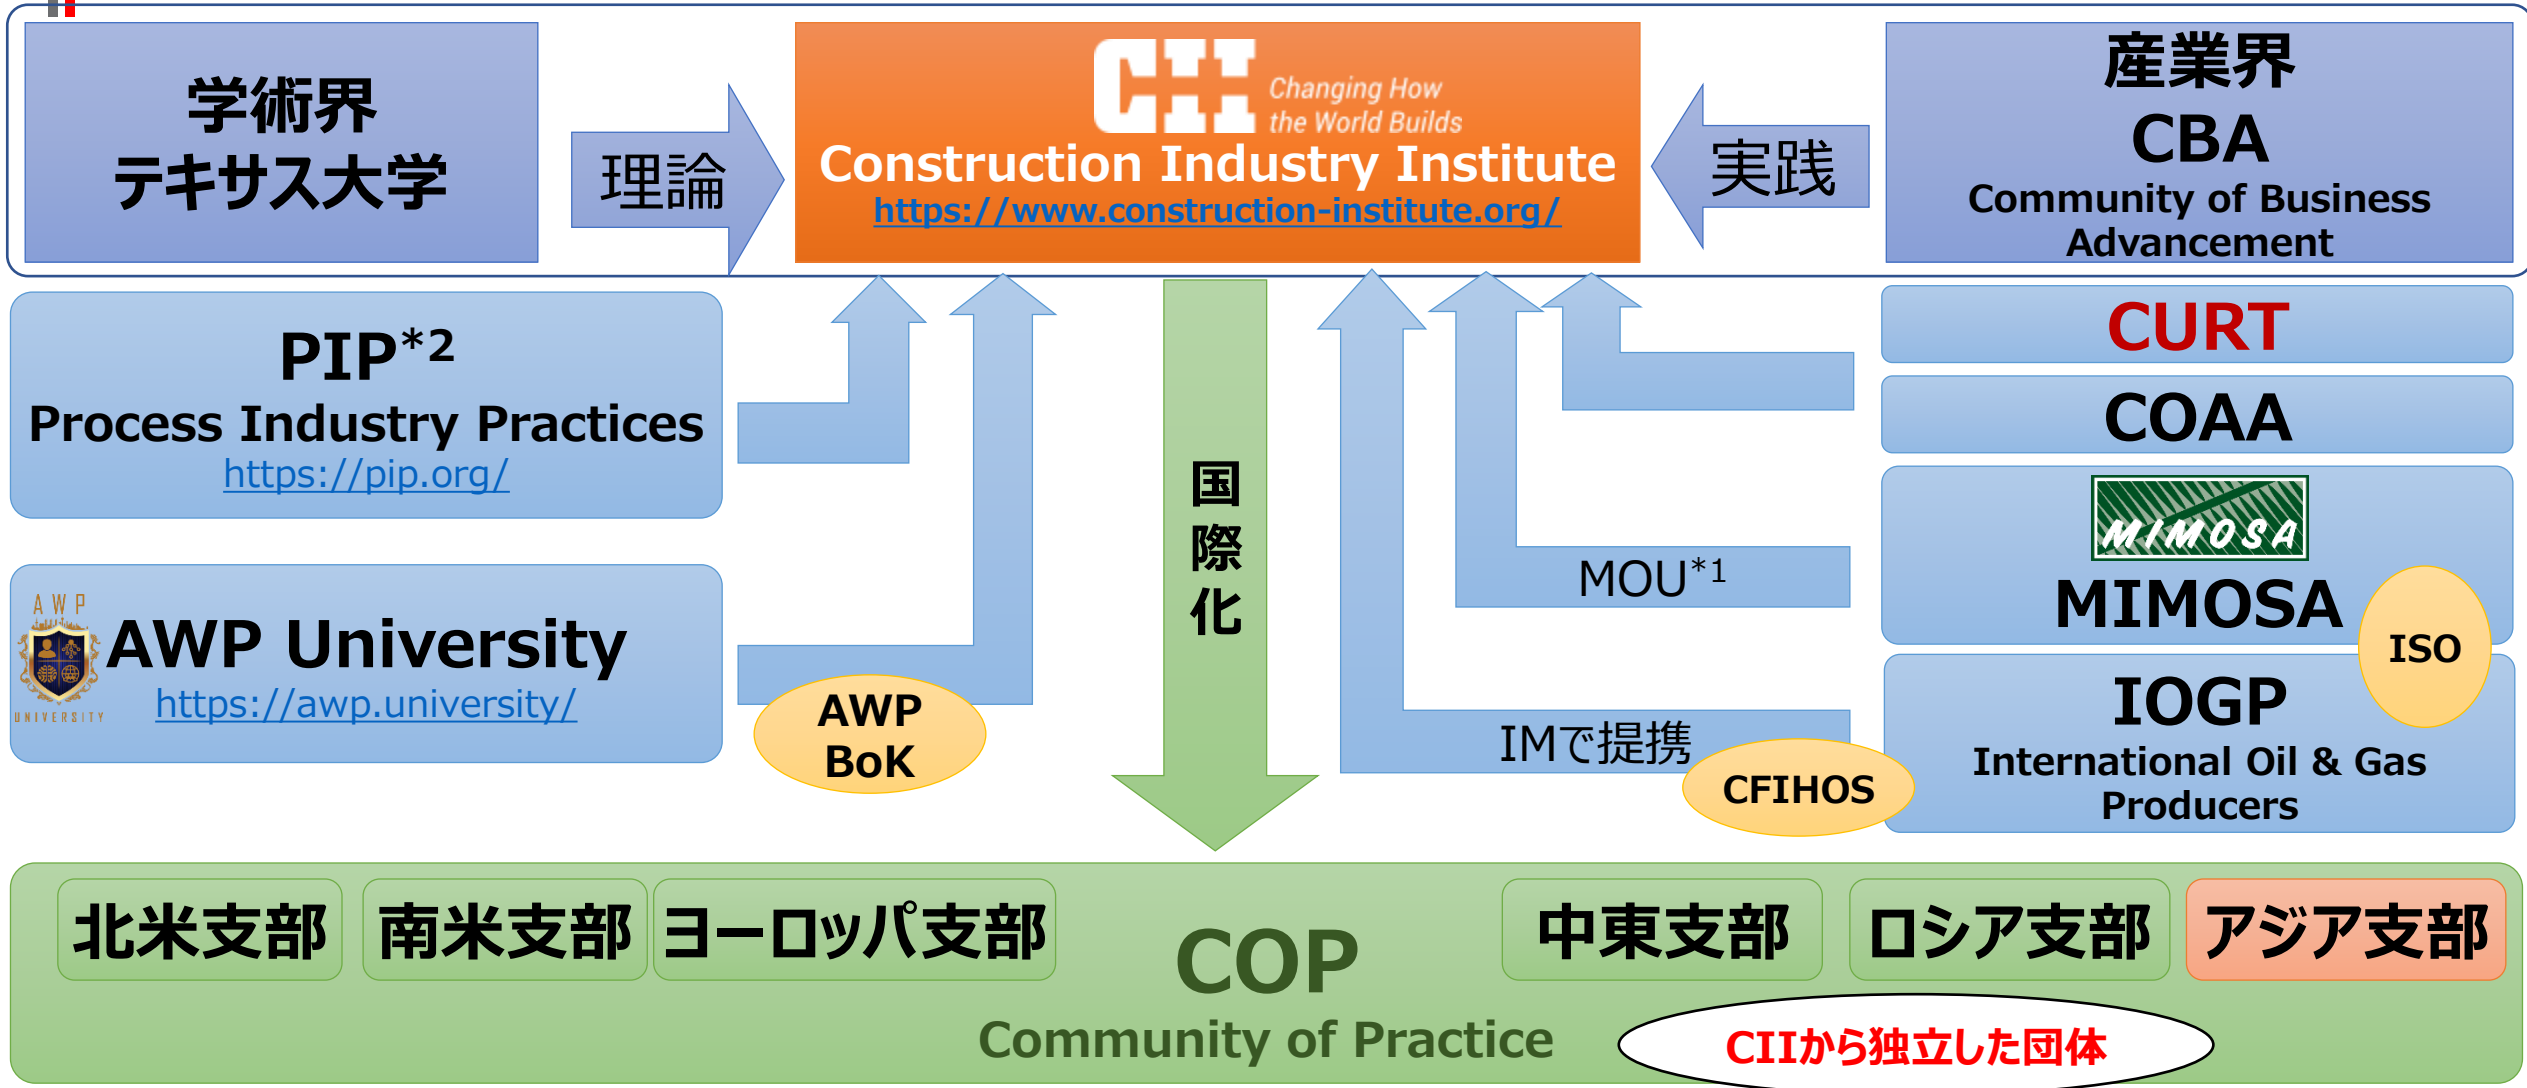 学術界
テキサス大学
理論
CII
Changing How
the World Builds
Construction Industry Institute
https://www.construction-institute.org/
実践
産業界
CBA
Community of Business
Advancement
PIP*2
Process Industry Practices
https://pip.org/
AWP
UNIVERSITY
AWP University
https://awp.university/
AWP
BoK
国
際
化
CURT
COAA
MIMOSA
MIMOSA
MOU*1
ISO
IOGP
International Oil & Gas
Producers
IMで提携
CFIHOS
北米支部
南米支部
ヨーロッパ支部
COP
Community of Practice
中東支部
ロシア支部
アジア支部
CIIから独立した団体